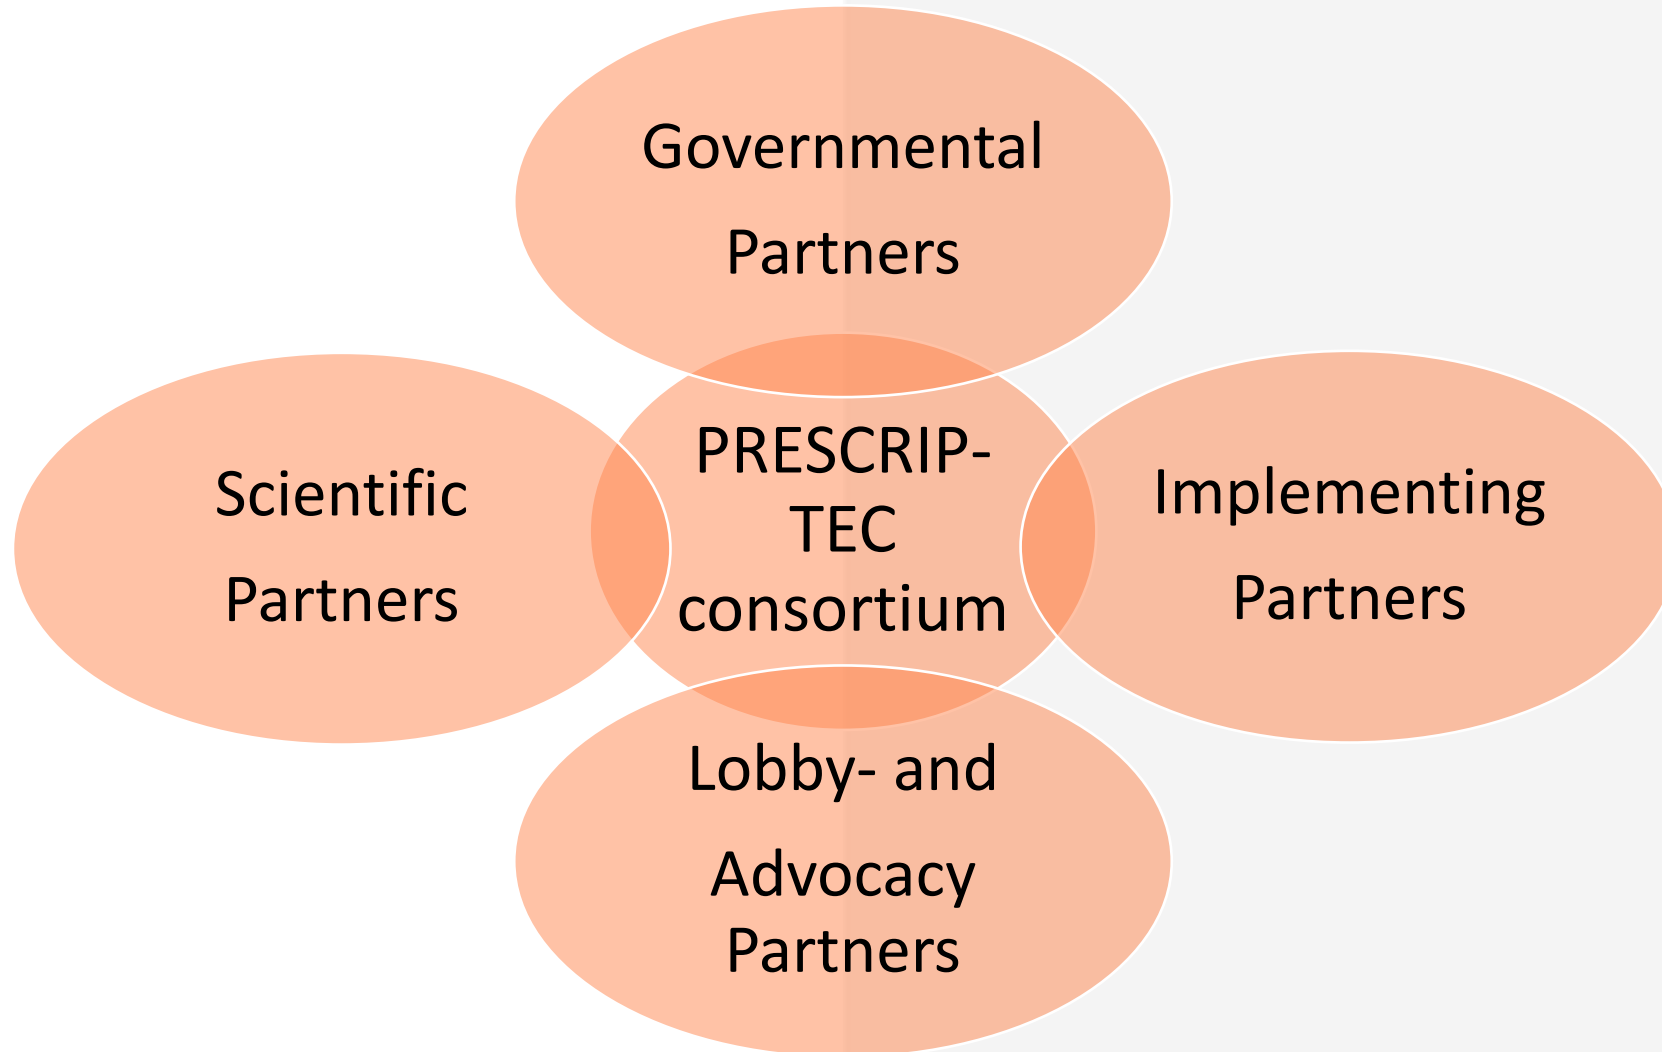 Governmental
Partners
PRESCRIP-
TEC
consortium
Scientific
Partners
Implementing
Partners
Lobby- and
Advocacy
Partners